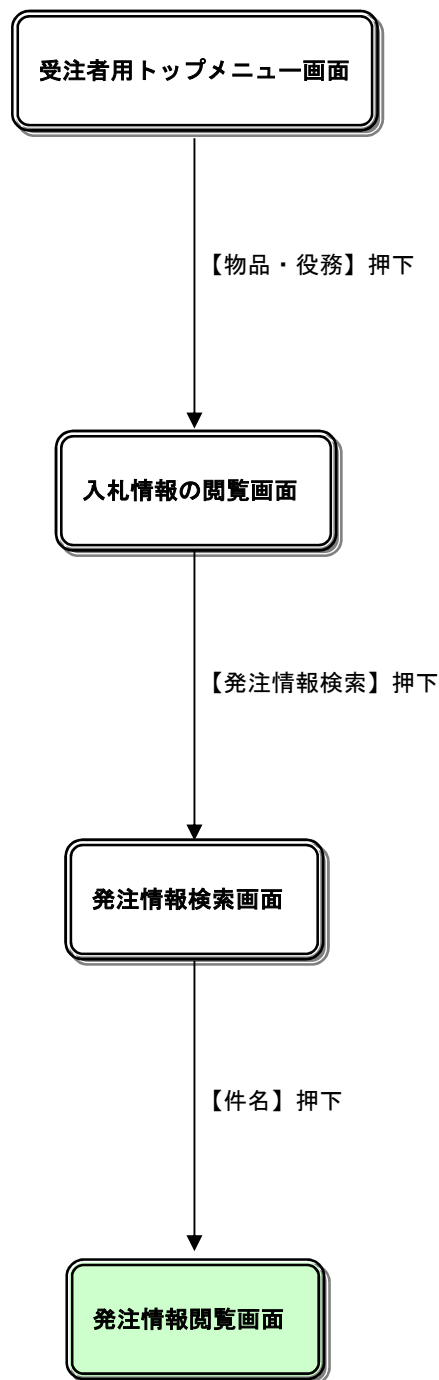 受注者用トップメニュー画面
【物品・役務】押下
入札情報の閲覧画面
【発注情報検索】押下
発注情報検索画面
【件名】押下
発注情報閲覧画面